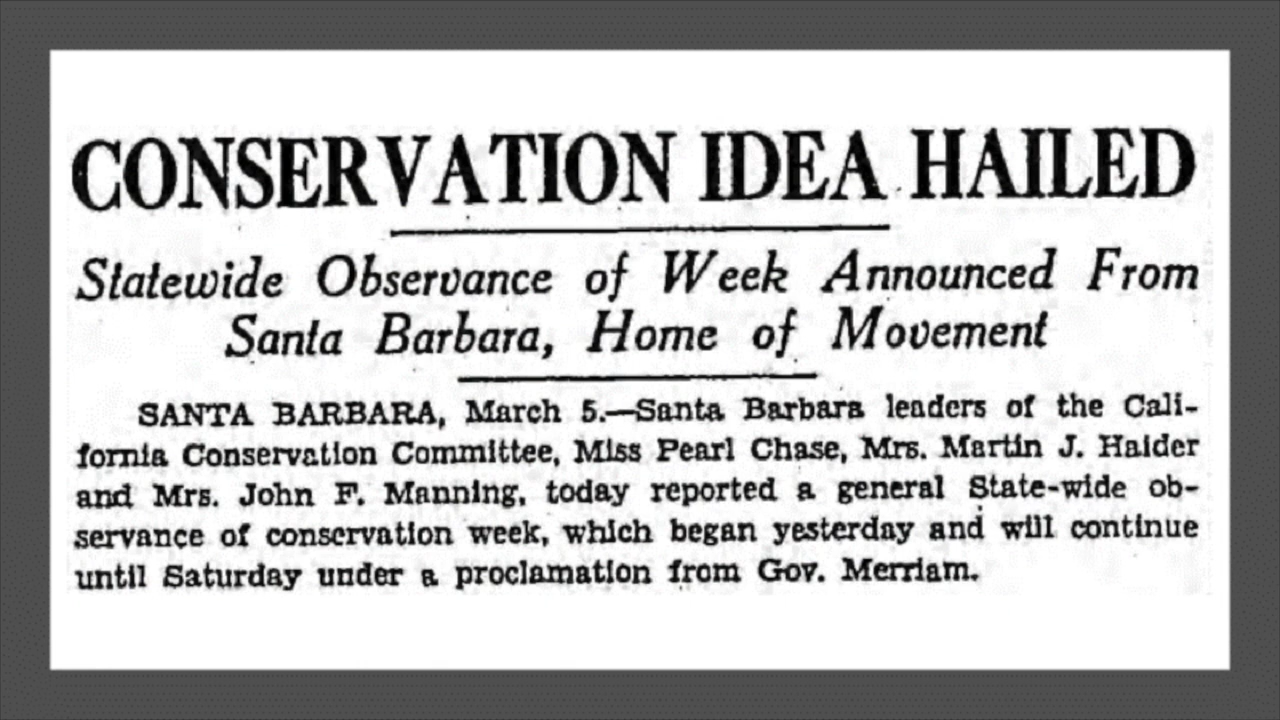 CONSERVATION IDEA HAILED
Statewide Observance of Week Announced From
Santa Barbara, Home of Movement
SANTA BARBARA, March 5.—Santa Barbara leaders of the Cali-
fornia Conservation Committee, Miss Pearl Chase, Mrs. Martin J. Haider
and Mrs. John F. Manning, today reported a general State-wide ob-
servance of conservation week, which began yesterday and will continue
until Saturday under a proclamation from Gov. Merriam.